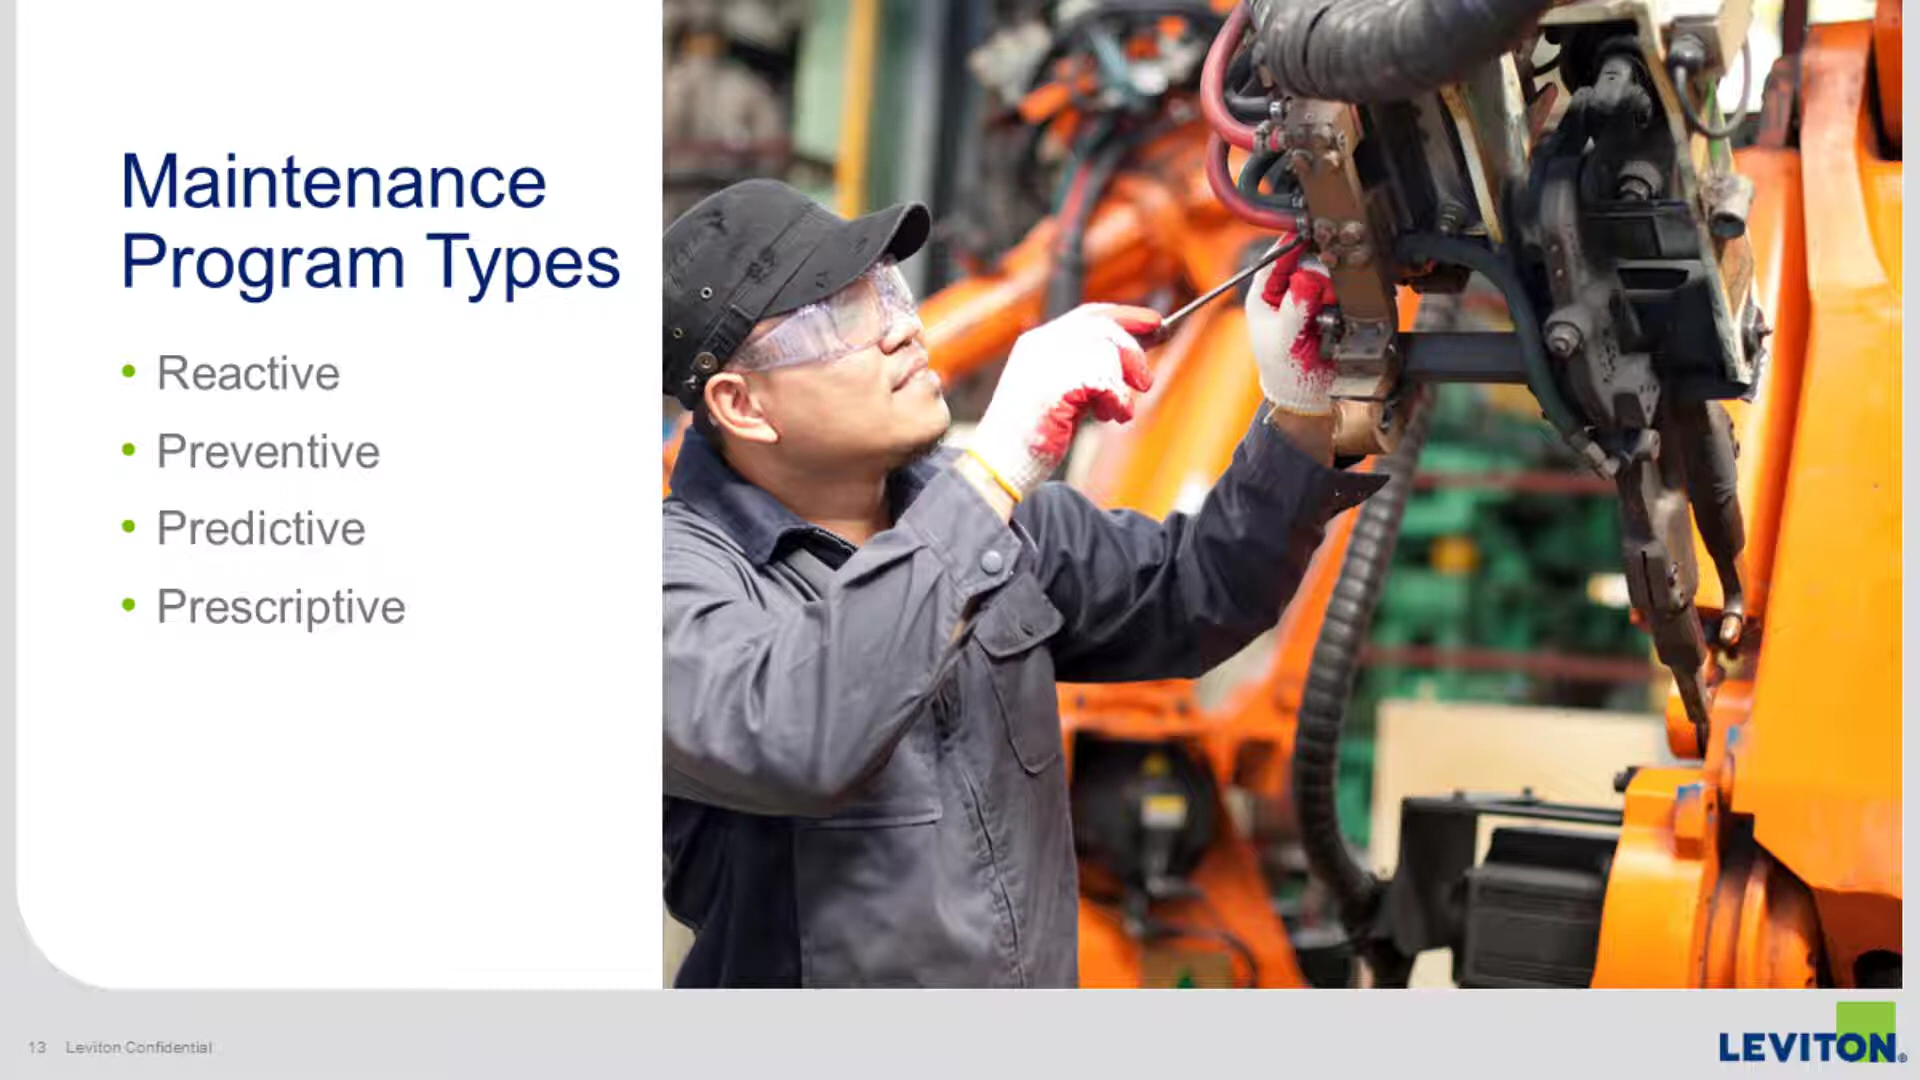 Maintenance
Program Types
• Reactive
• Preventive
• Predictive
• Prescriptive
13 Leviton Confidential
LEVITON®